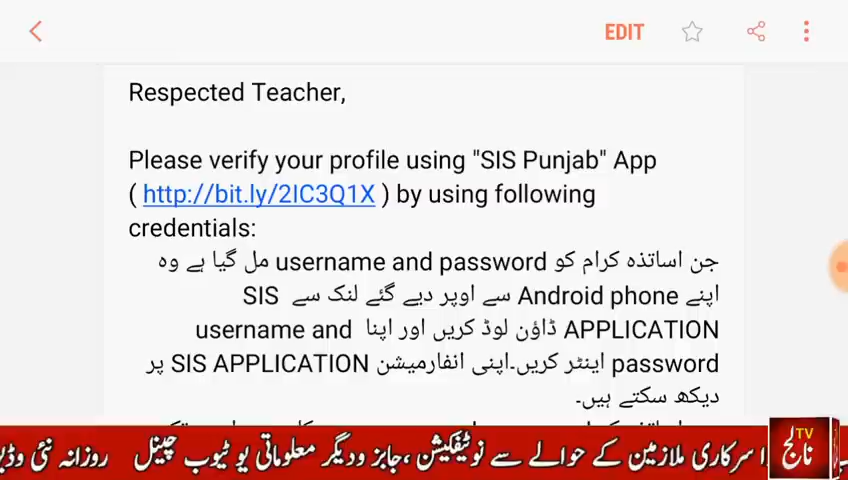 EDIT
Respected Teacher,
Please verify your profile using "SIS Punjab" App
( http://bit.ly/2IC3Q1X ) by using following
credentials:
جن اساتذہ کرام کو username and password مل گیا ہے وہ
اپنے Android phone سے اوپر دیے گئے لنک سے SIS
APPLICATION ڈاؤن لوڈ کریں اور اپنا username and
password اینٹر کریں۔اپنی انفارمیشن SIS APPLICATION پر
دیکھ سکتے ہیں۔
سرکاری ملازمین کے حوالے سے نوٹیفکیشن ،جابز ودیگر معلوماتی یو ٹیوب چینل روزانہ نئی
TV
نالج